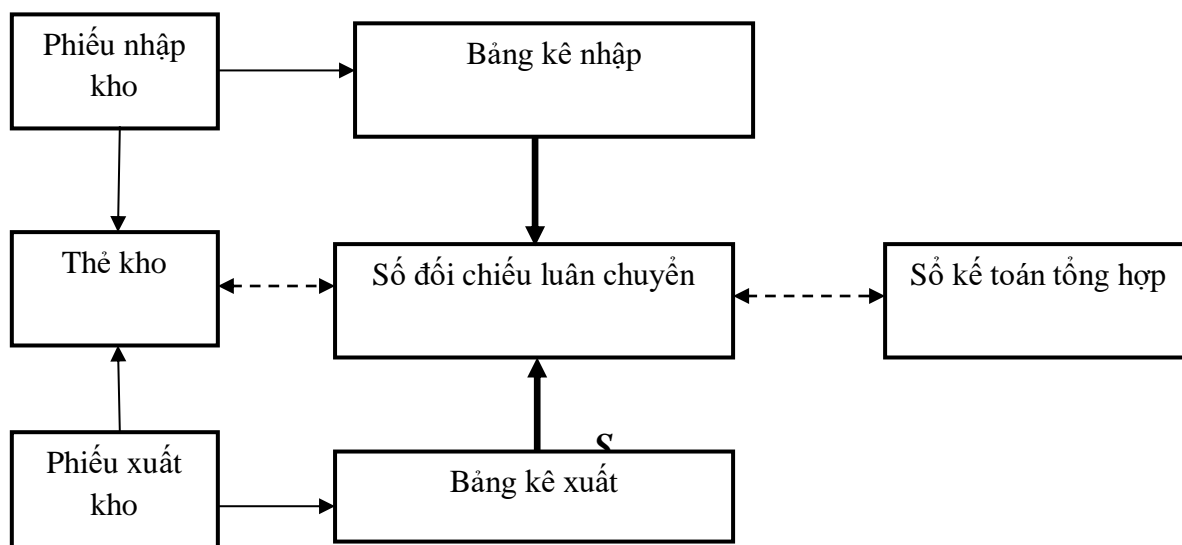 Phiếu nhập
kho
Bảng kê nhập
Thẻ kho
Số đối chiếu luân chuyển
Sổ kế toán tổng hợp
S
Phiếu xuất
kho
Bảng kê xuất